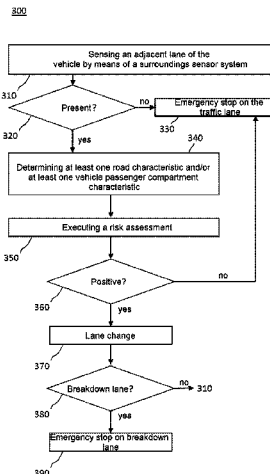 300
Sensing an adjacent lane of the
vehicle by means of a surroundings sensor system
310
Present?
no
Emergency stop on the
traffic lane
320
330
yes
340
Determining at least one road characteristic and/or
at least one vehicle passenger compartment
characteristic
Executing a risk assessment
350
Positive?
no
360
yes
Lane change
370
Breakdown lane?
no
310
380
yes
Emergency stop on breakdown
lane
390